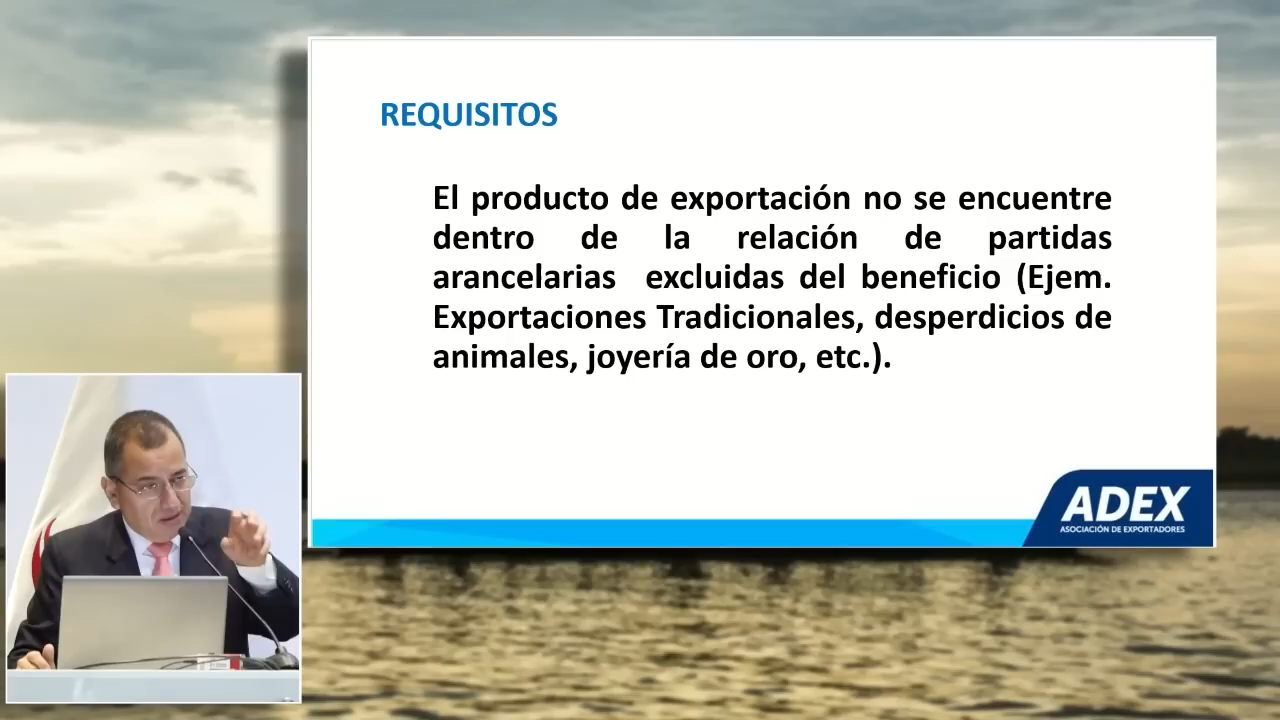 REQUISITOS
El producto de exportación no se encuentre
dentro de la relación de partidas
arancelarias excluidas del beneficio (Ejem.
Exportaciones Tradicionales, desperdicios de
animales, joyería de oro, etc.).
ADEX
ASOCIACIÓN DE EXPORTADORES